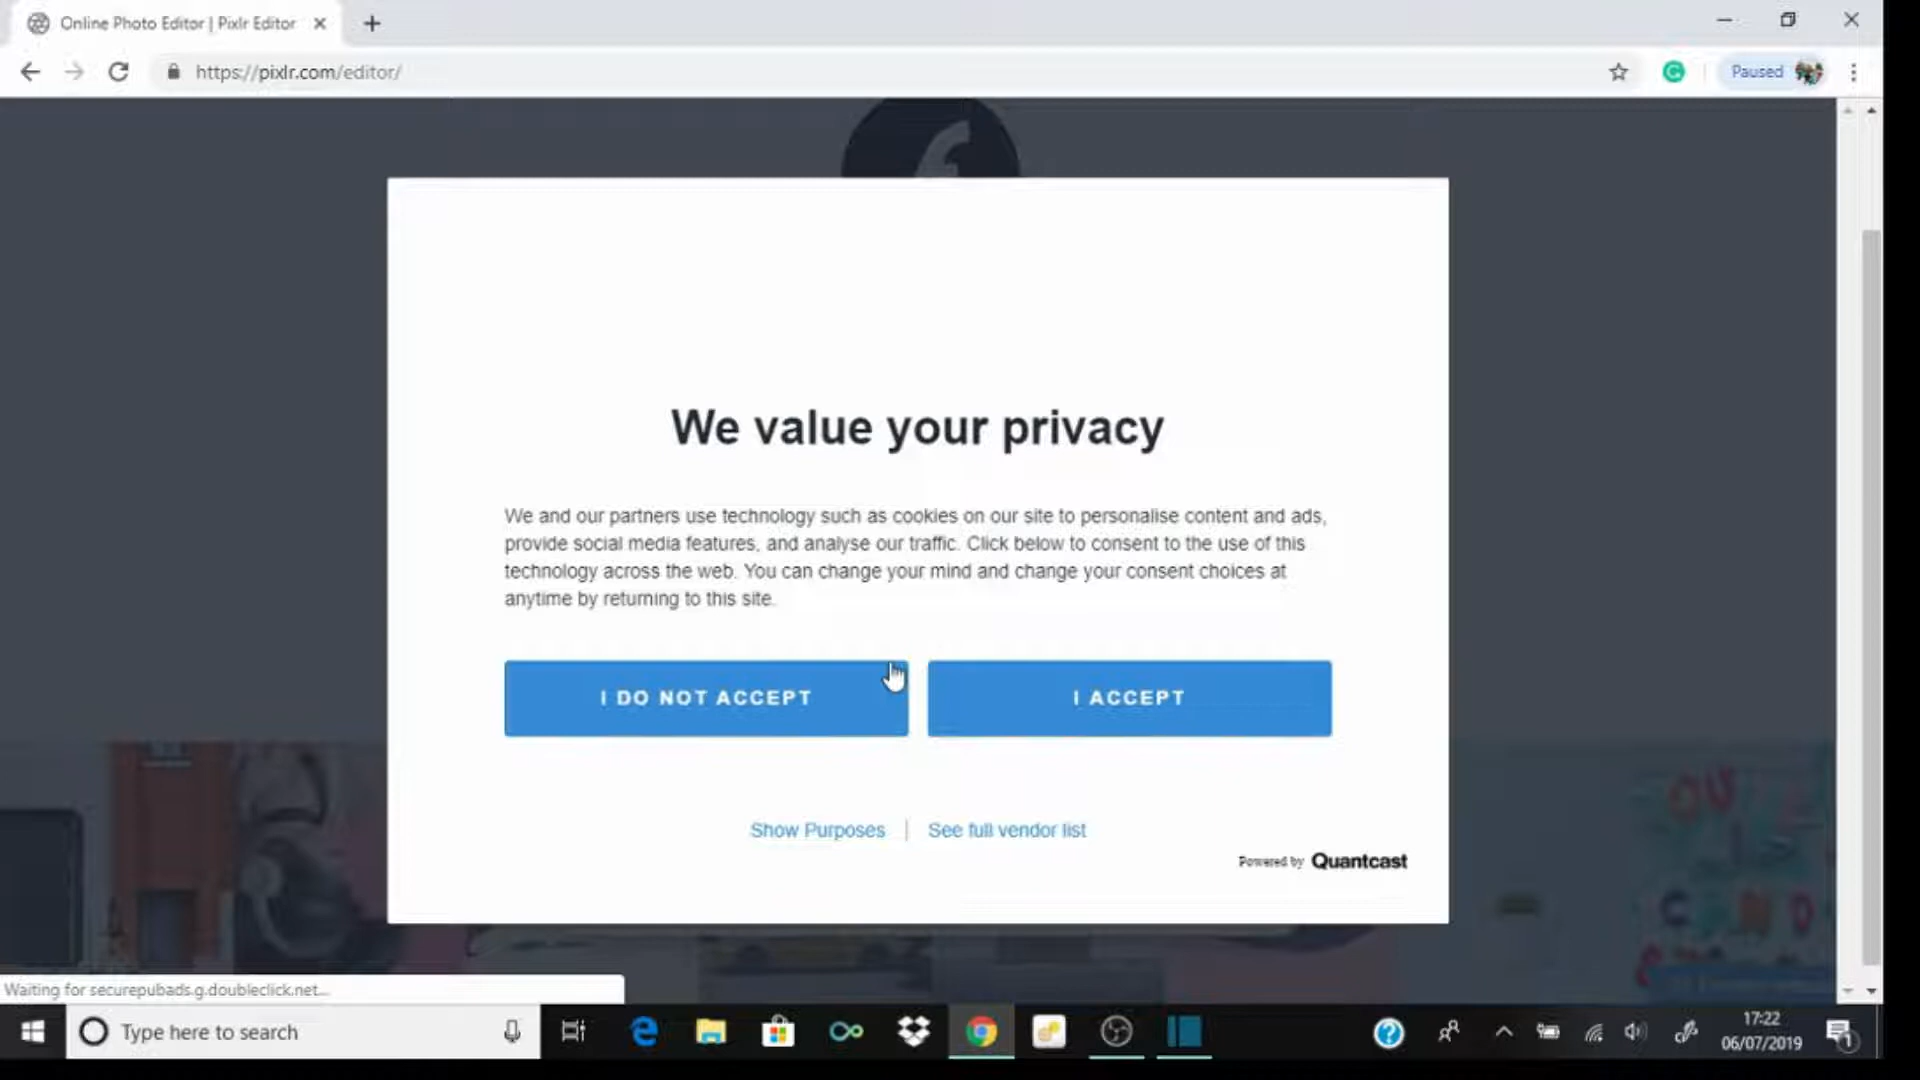 Online Photo Editor | Pixlr Editor
https://pixlr.com/editor/
Paused
We value your privacy
We and our partners use technology such as cookies on our site to personalise content and ads,
provide social media features, and analyse our traffic. Click below to consent to the use of this
technology across the web. You can change your mind and change your consent choices at
anytime by returning to this site.
I DO NOT ACCEPT
I ACCEPT
Show Purposes | See full vendor list
Powered by Quantcast
Waiting for securepubads.g.doubleclick.net...
Type here to search
17:22
06/07/2019
1